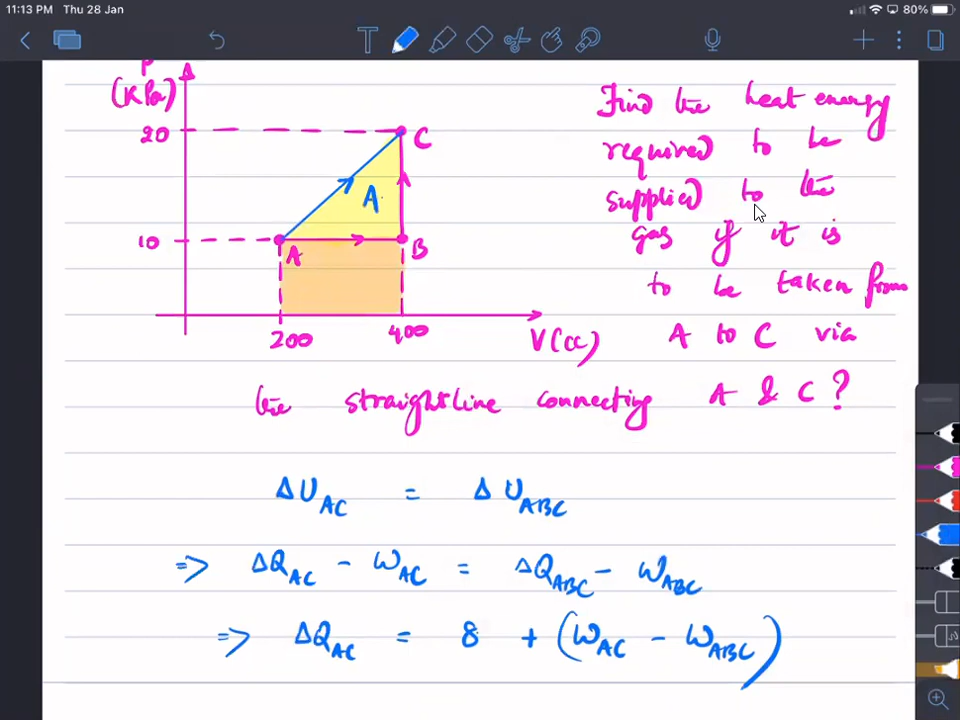 11:13 PM Thu 28 Jan
80%
T
P
(KPa)
20
C
A
10
A
B
200
400
V(cc)
Find the heat energy
required to be
supplied to the
gas if it is
to be taken from
A to C via
the straightline connecting A & C?
ΔU_AC = ΔU_ABC
=> ΔQ_AC - W_AC = ΔQ_ABC - W_ABC
=> ΔQ_AC = 8 + (W_AC - W_ABC)